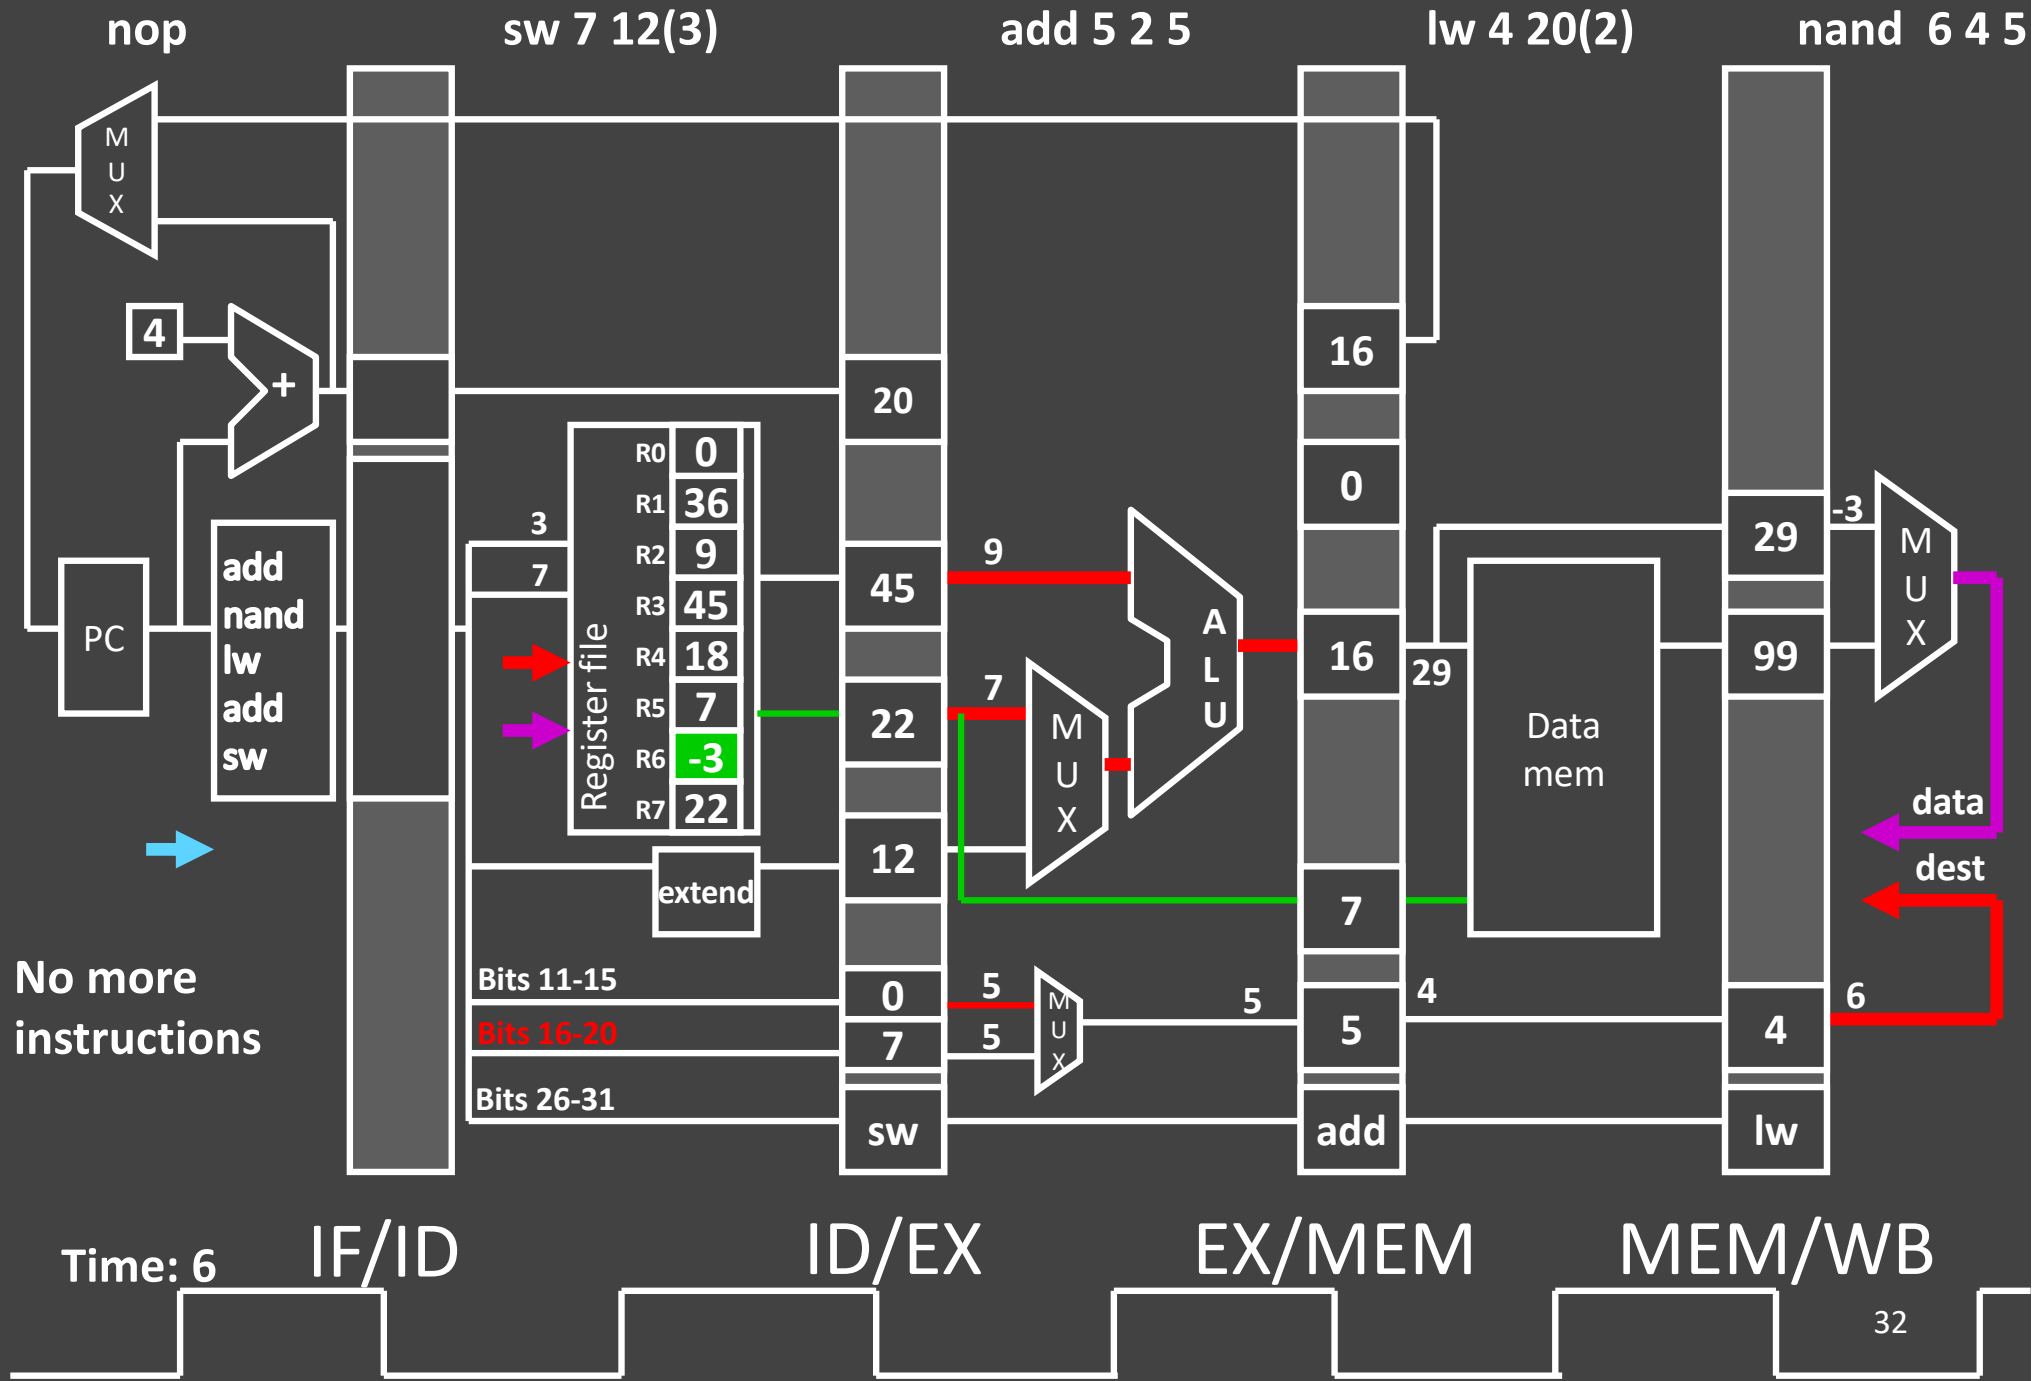 nop
sw 7 12(3)
add 5 2 5
lw 4 20(2)
nand 6 4 5
M
U
X
4
+
PC
add
nand
lw
add
sw
No more
instructions
3
7
Register file
R0 0
R1 36
R2 9
R3 45
R4 18
R5 7
R6 -3
R7 22
extend
Bits 11-15
Bits 16-20
Bits 26-31
20
45
22
12
0
7
sw
9
7
5
5
M
U
X
A
L
U
M
U
X
5
16
0
16
7
5
add
29
4
Data
mem
29
99
4
lw
-3
6
M
U
X
data
dest
Time: 6
IF/ID
ID/EX
EX/MEM
MEM/WB
32